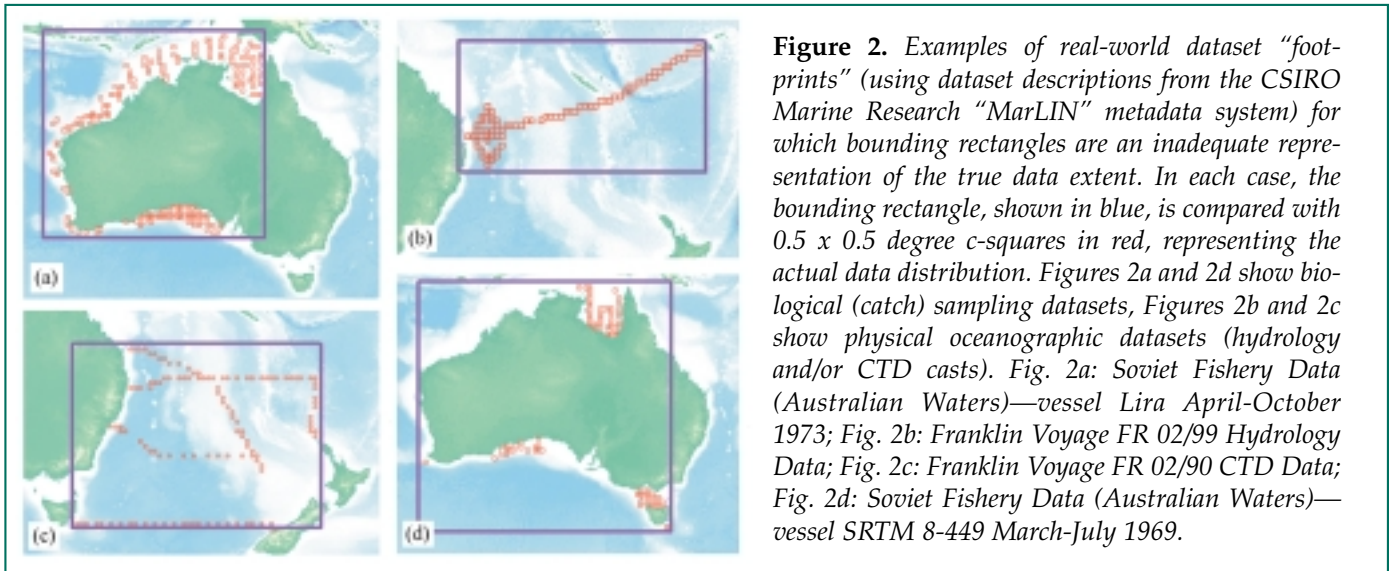 (a)
(b)
(c)
(d)
Figure 2. Examples of real-world dataset “foot-
prints” (using dataset descriptions from the CSIRO
Marine Research “MarLIN” metadata system) for
which bounding rectangles are an inadequate repre-
sentation of the true data extent. In each case, the
bounding rectangle, shown in blue, is compared with
0.5 x 0.5 degree c-squares in red, representing the
actual data distribution. Figures 2a and 2d show bio-
logical (catch) sampling datasets, Figures 2b and 2c
show physical oceanographic datasets (hydrology
and/or CTD casts). Fig. 2a: Soviet Fishery Data
(Australian Waters)—vessel Lira April-October
1973; Fig. 2b: Franklin Voyage FR 02/99 Hydrology
Data; Fig. 2c: Franklin Voyage FR 02/90 CTD Data;
Fig. 2d: Soviet Fishery Data (Australian Waters)—
vessel SRTM 8-449 March-July 1969.